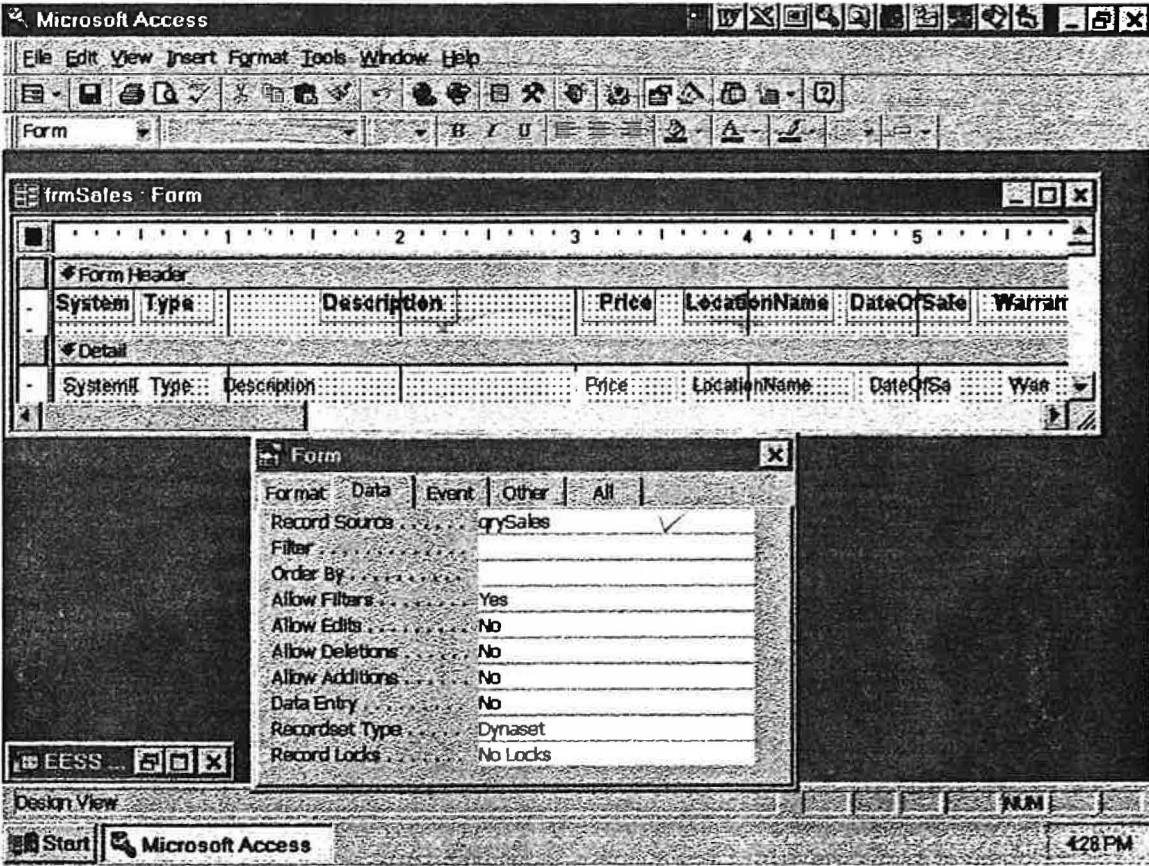 Microsoft Access
File Edit View Insert Format Tools Window Help
Form B I U A
frmSales : Form
1 2 3 4 5
Form Header
System Type Description Price LocationName DateOfSale Warran
Detail
SystemI Type Description Price LocationName DateOfSa Warr
Form
Format Data Event Other All
Record Source . . . . . . qrySales
Filter . . . . . . . . . . . . .
Order By . . . . . . . . . .
Allow Filters . . . . . . . . Yes
Allow Edits . . . . . . . . . No
Allow Deletions . . . . . . No
Allow Additions . . . . . . No
Data Entry . . . . . . . . . No
Recordset Type . . . . . . Dynaset
Record Locks . . . . . . . . No Locks
EESS ...
Design View NUM
Start Microsoft Access 4:28 PM